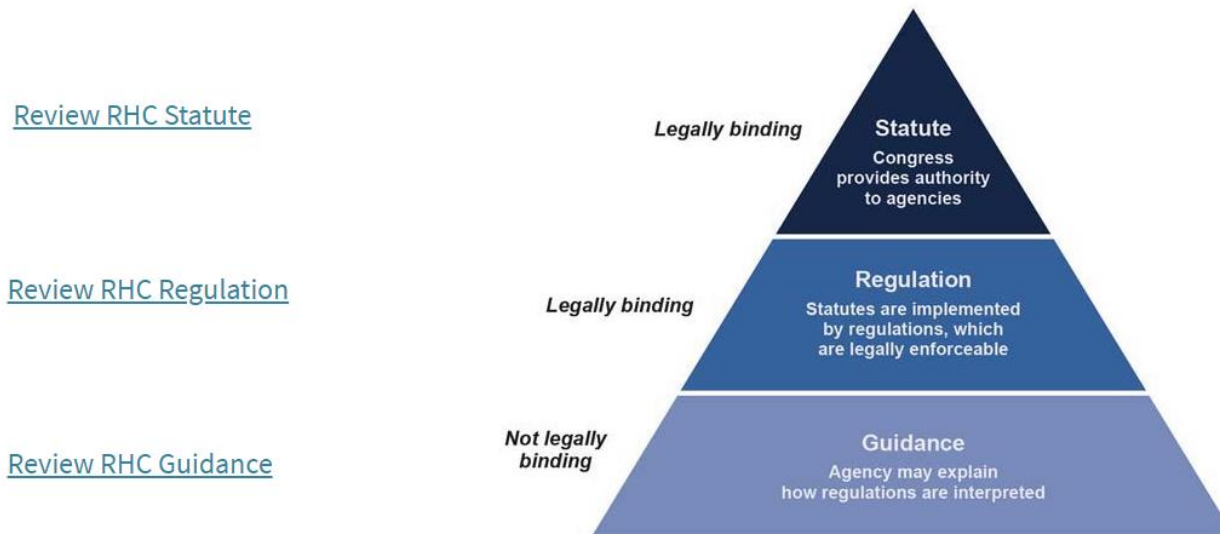 Review RHC Statute
Legally binding
Statute
Congress
provides authority
to agencies
Review RHC Regulation
Legally binding
Regulation
Statutes are implemented
by regulations, which
are legally enforceable
Review RHC Guidance
Not legally
binding
Guidance
Agency may explain
how regulations are interpreted